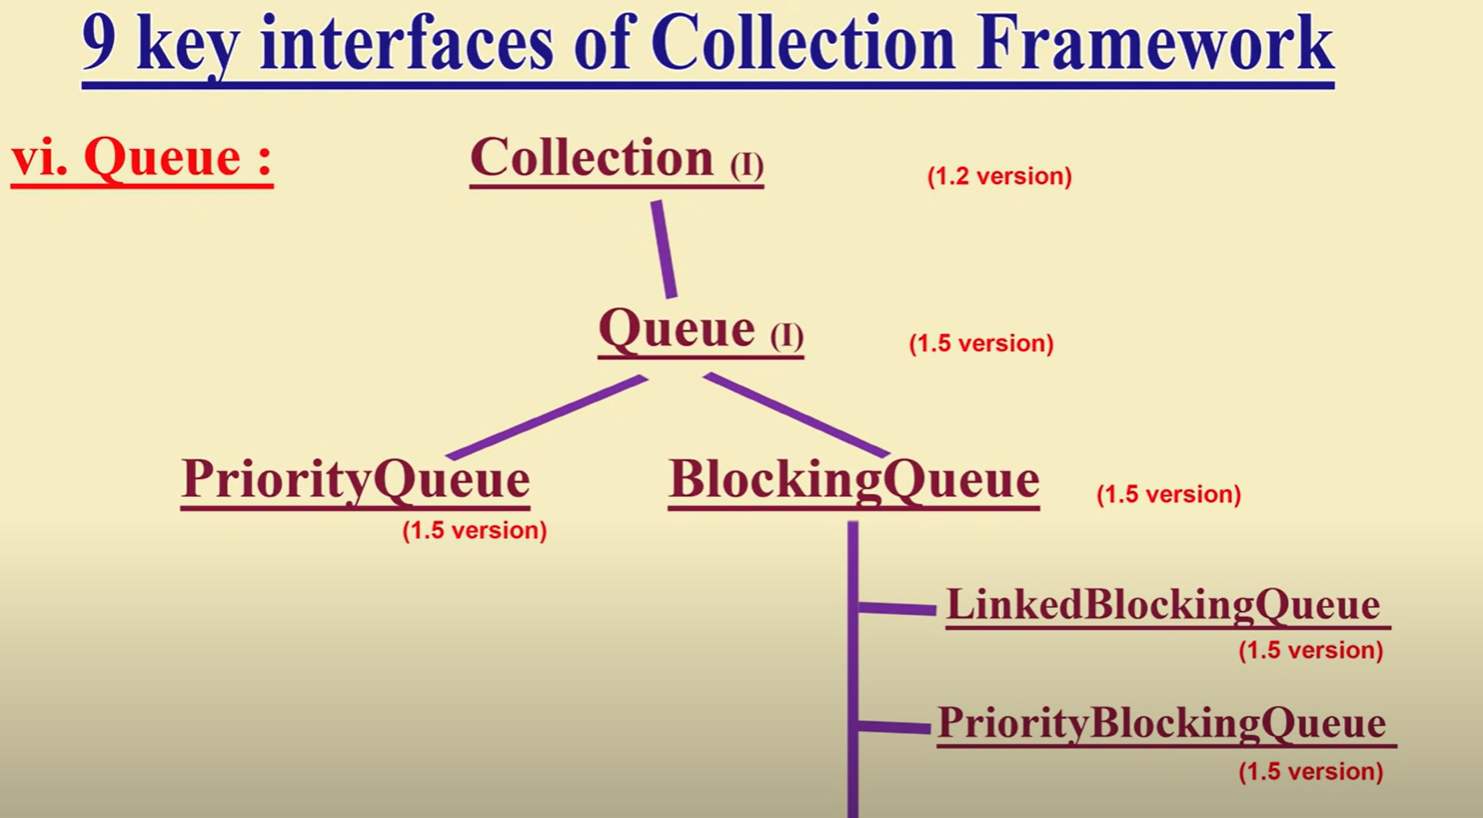 9 key interfaces of Collection Framework
vi. Queue :
Collection (I)
(1.2 version)
Queue (I)
(1.5 version)
PriorityQueue
(1.5 version)
BlockingQueue
(1.5 version)
LinkedBlockingQueue
(1.5 version)
PriorityBlockingQueue
(1.5 version)